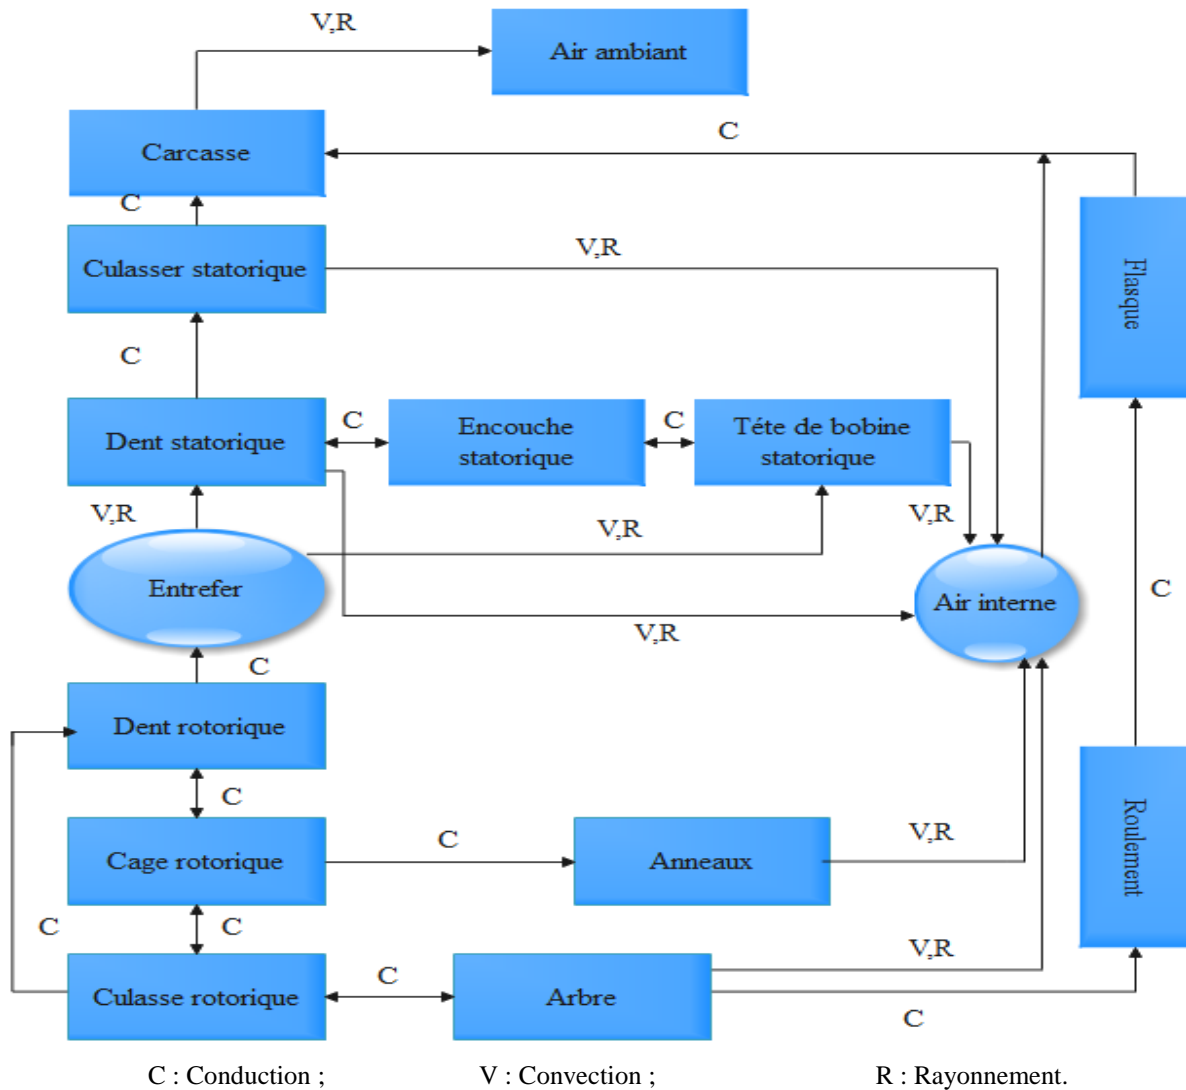 V,R
Air ambiant
C
Carcasse
C
V,R
Culasser statorique
Flasque
C
C
Encouche
statorique
C
Téte de bobine
statorique
Dent statorique
V,R
V,R
V,R
C
Entrefer
Air interne
V,R
C
Dent rotorique
C
Roulement
C
V,R
Cage rotorique
Anneaux
C
C
V,R
C
Culasse rotorique
Arbre
C
C : Conduction ; V : Convection ; R : Rayonnement.